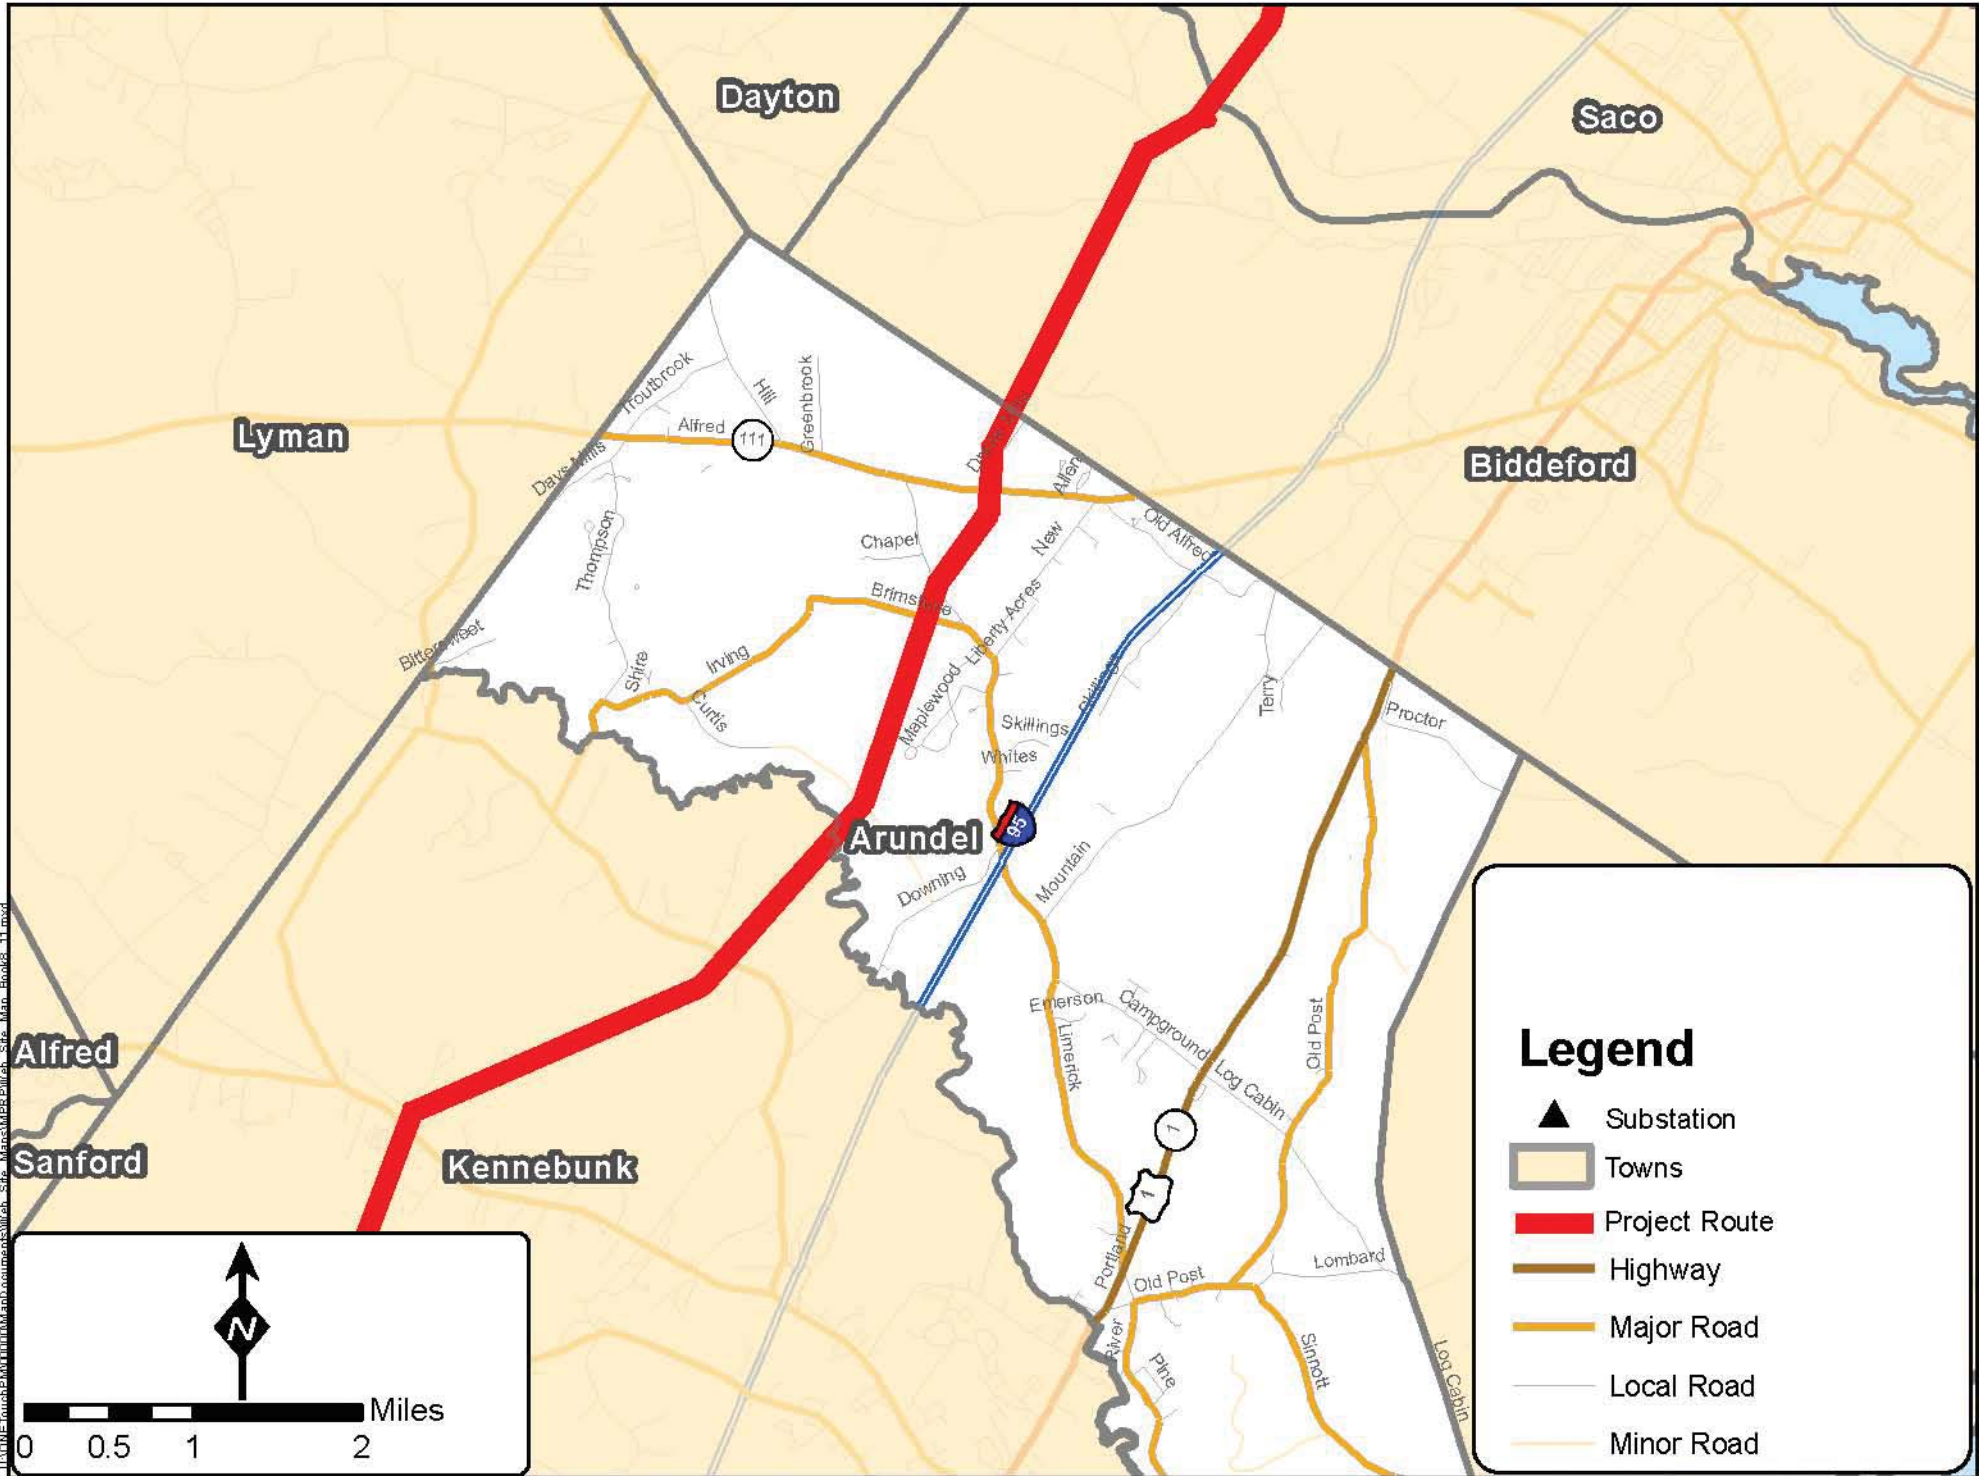 Dayton
Saco
Lyman
Biddeford
Troutbrook
Hill
Greenbrook
Alfred
111
Days Mills
Thompson
Allen
New
Old Alfred
Chapel
Brimstone
Liberty Acres
Bittersweet
Shire
Irving
Curtis
Maplewood
Skillings
Skillings
Whites
Terry
Proctor
Arundel
95
Downing
Mountain
Emerson
Campground
Limerick
Log Cabin
Old Post
1
1
Portland
Old Post
Lombard
River
Pine
Sinnott
Log Cabin
Alfred
Sanford
Kennebunk
N
Miles
0 0.5 1 2
Legend
Substation
Towns
Project Route
Highway
Major Road
Local Road
Minor Road